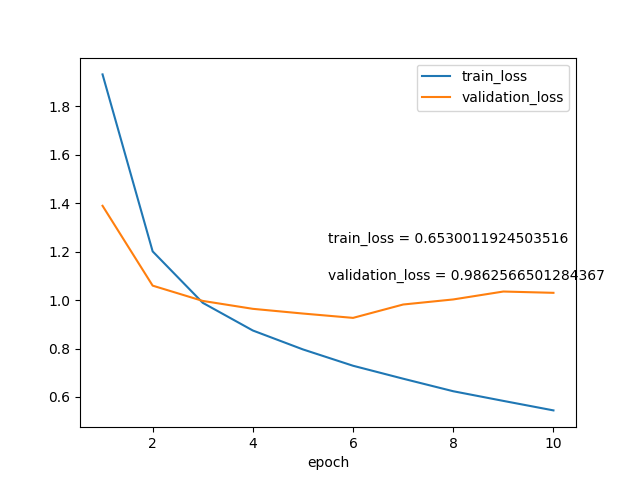 train_loss
validation_loss
1.8
1.6
1.4
1.2
1.0
0.8
0.6
train_loss = 0.6530011924503516
validation_loss = 0.9862566501284367
2
4
6
8
10
epoch